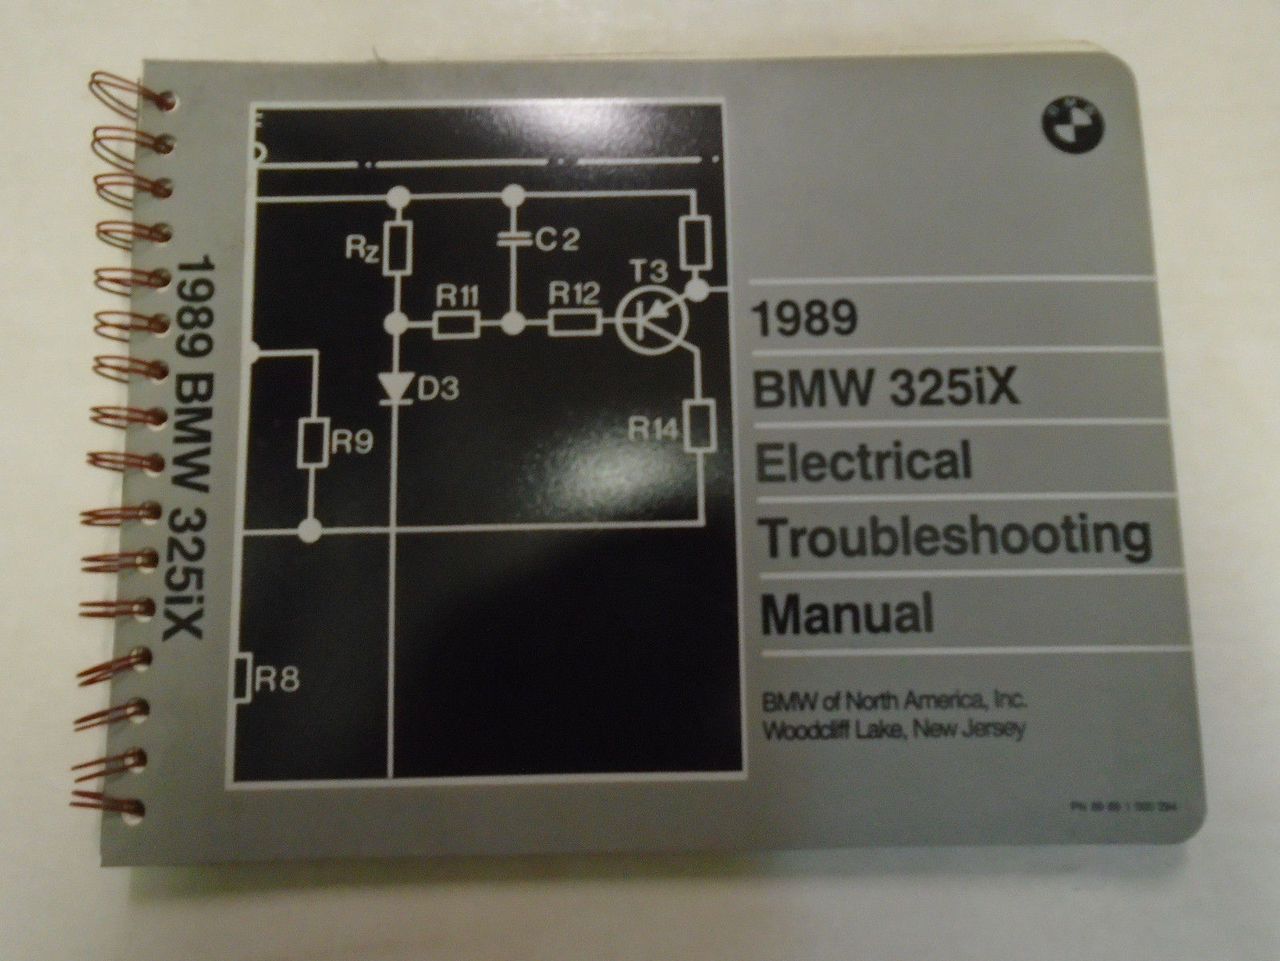 1989 BMW 325iX
Rz
C2
T3
R11
R12
D3
R9
R14
R8
1989
BMW 325iX
Electrical
Troubleshooting
Manual
BMW of North America, Inc.
Woodcliff Lake, New Jersey